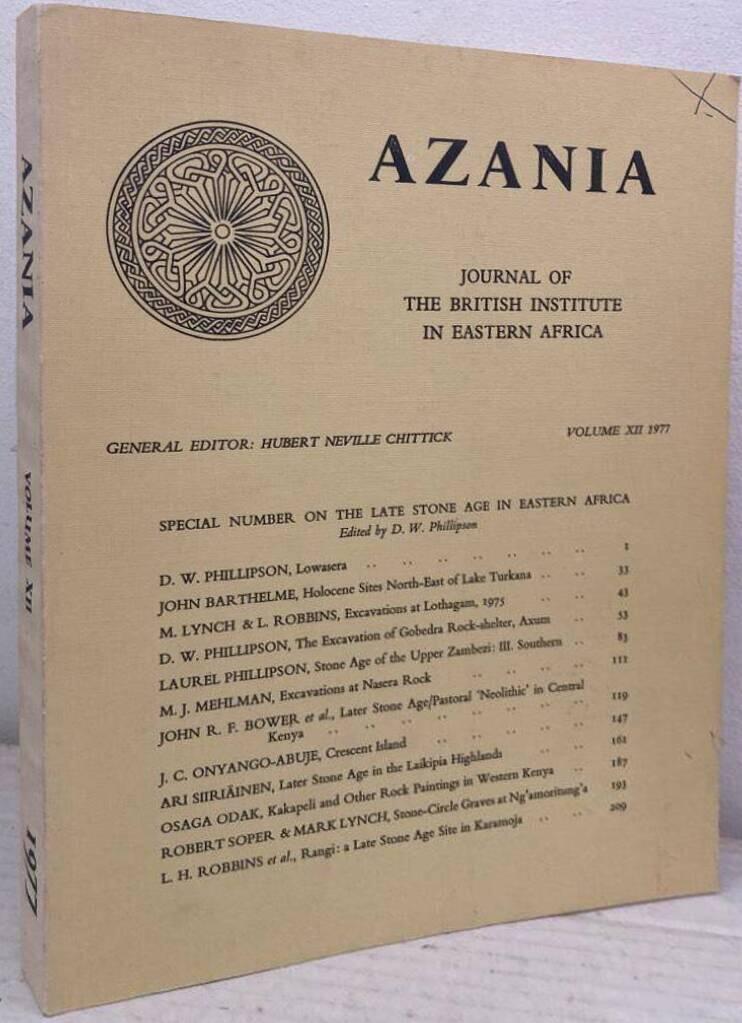 AZANIA
JOURNAL OF
THE BRITISH INSTITUTE
IN EASTERN AFRICA
GENERAL EDITOR: HUBERT NEVILLE CHITTICK VOLUME XII 1977
SPECIAL NUMBER ON THE LATE STONE AGE IN EASTERN AFRICA
Edited by D. W. Phillipson
D. W. PHILLIPSON, Lowasera .. .. .. .. .. .. .. 1
JOHN BARTHELME, Holocene Sites North-East of Lake Turkana .. .. 33
M. LYNCH & L. ROBBINS, Excavations at Lothagam, 1975 .. .. 43
D. W. PHILLIPSON, The Excavation of Gobedra Rock-shelter, Axum .. 53
LAUREL PHILLIPSON, Stone Age of the Upper Zambezi: III. Southern .. 83
M. J. MEHLMAN, Excavations at Nasera Rock .. .. .. .. 111
JOHN R. F. BOWER et al., Later Stone Age/Pastoral 'Neolithic' in Central
Kenya .. .. .. .. .. .. .. 119
J. C. ONYANGO-ABUJE, Crescent Island .. .. .. .. 147
ARI SIIRIÄINEN, Later Stone Age in the Laikipia Highlands .. .. 161
OSAGA ODAK, Kakapeli and Other Rock Paintings in Western Kenya .. 187
ROBERT SOPER & MARK LYNCH, Stone-Circle Graves at Ng'amoritung'a 193
L. H. ROBBINS et al., Rangi: a Late Stone Age Site in Karamoja .. .. 209
AZANIA
VOLUME XII
1977